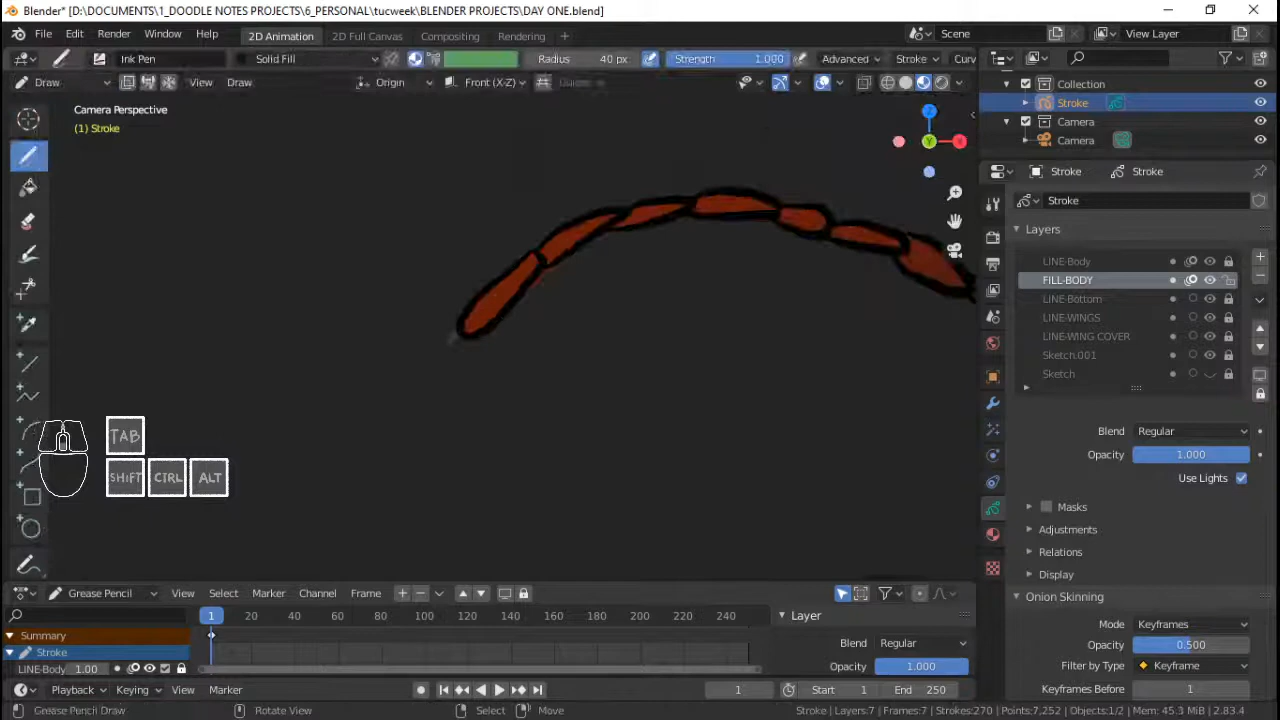 Blender* [D:\DOCUMENTS\1_DOODLE NOTES PROJECTS\6_PERSONAL\tucweek\BLENDER PROJECTS\DAY ONE.blend]
File Edit Render Window Help 2D Animation 2D Full Canvas Compositing Rendering + Scene View Layer
Ink Pen Solid Fill Radius 40 px Strength 1.000 Advanced Stroke Curv
Draw View Draw Origin Front (X-Z) Guides
Camera Perspective
(1) Stroke
Z
Y
X
TAB
SHIFT CTRL ALT
Collection
Stroke
Camera
Camera
Stroke Stroke
Stroke
Layers
LINE-Body
FILL-BODY
LINE-Bottom
LINE-WINGS
LINE-WING COVER
Sketch.001
Sketch
Blend Regular
Opacity 1.000
Use Lights
Masks
Adjustments
Relations
Display
Onion Skinning
Mode Keyframes
Opacity 0.500
Filter by Type Keyframe
Keyframes Before 1
Grease Pencil View Select Marker Channel Frame
1 20 40 60 80 100 120 140 160 180 200 220 240
Summary
Stroke
LINE-Body 1.00
Layer
Blend Regular
Opacity 1.000
Playback Keying View Marker 1 Start 1 End 250
Grease Pencil Draw Rotate View Select Move Stroke | Layers:7 | Frames:7 | Strokes:270 | Points:7,252 | Objects:1/2 | Mem: 45.3 MiB | 2.83.4